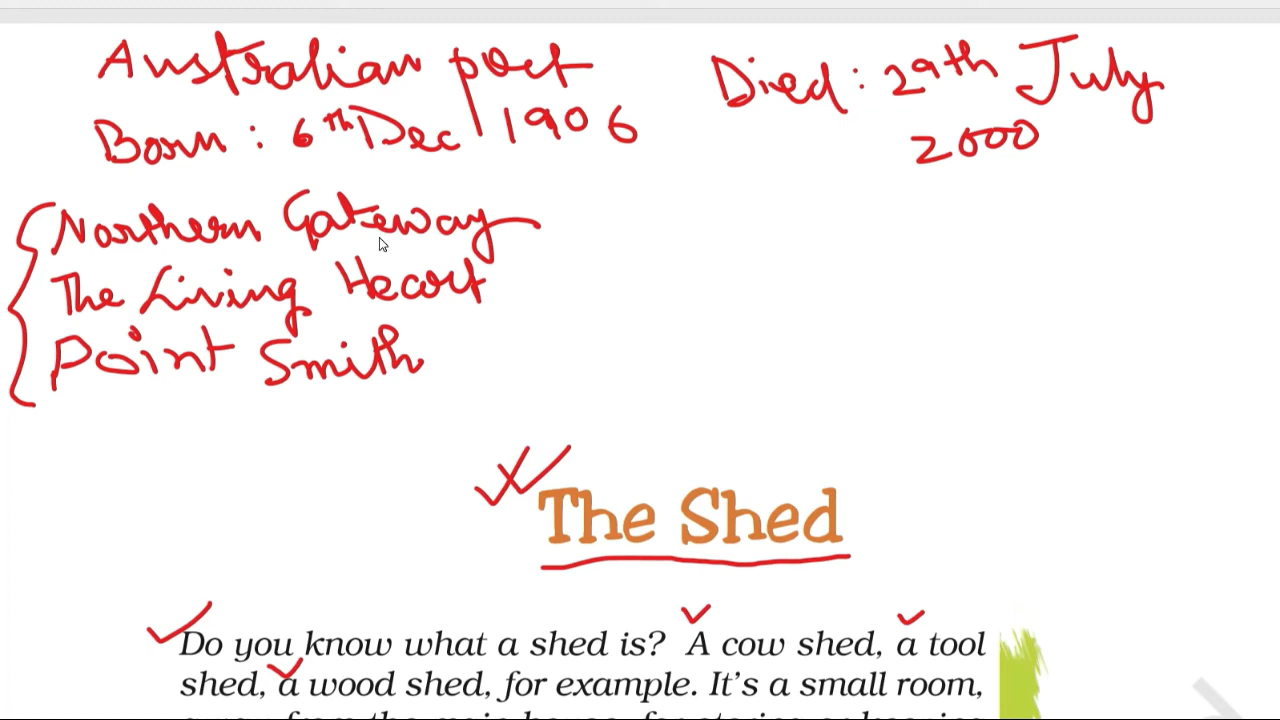 Australian poet
Born : 6th Dec 1906
Died : 29th July
2000
Northern Gateway
The Living Heart
Point Smith
The Shed
Do you know what a shed is? A cow shed, a tool
shed, a wood shed, for example. It's a small room,